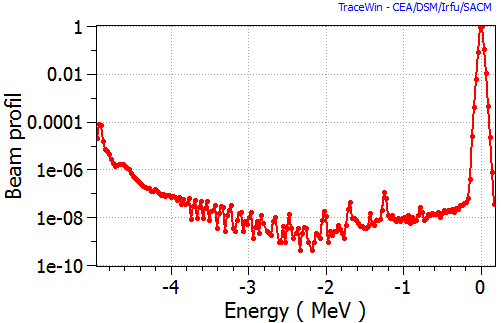 TraceWin - CEA/DSM/Irfu/SACM
1
0.01
0.0001
1e-06
1e-08
1e-10
Beam profil
-4
-3
-2
-1
0
Energy ( MeV )